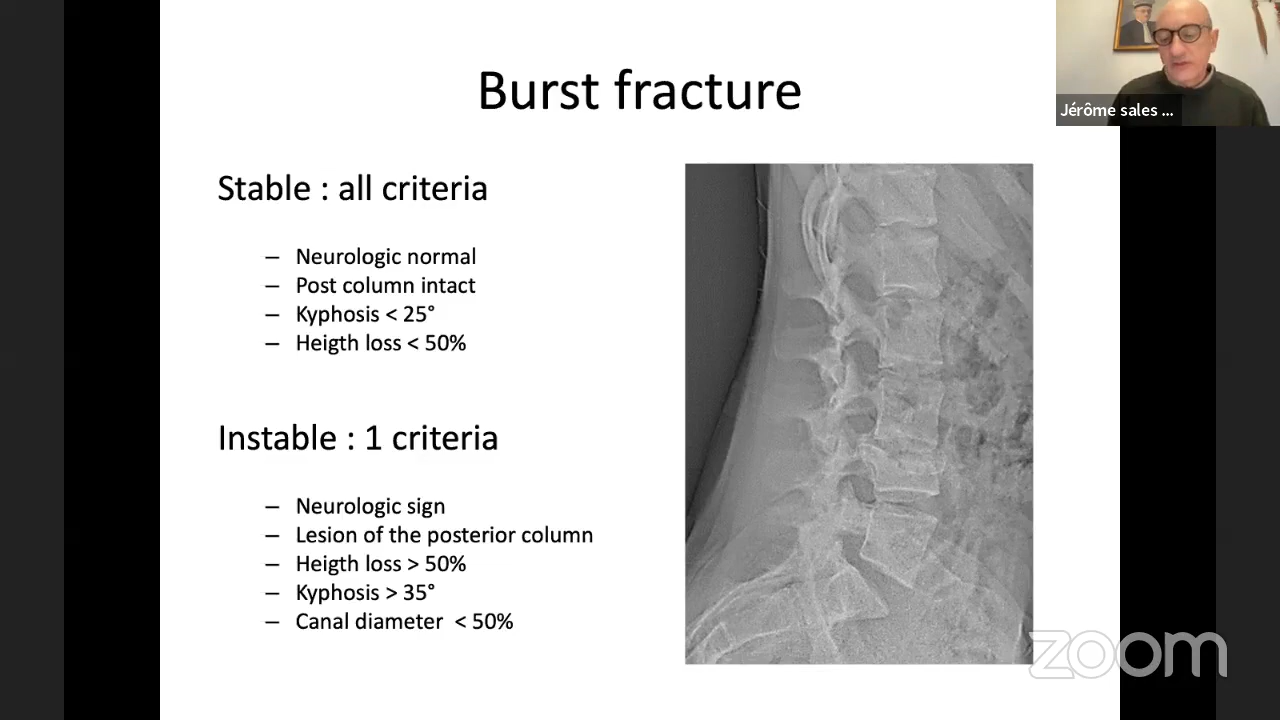 Burst fracture
Jérôme sales ...
Stable : all criteria
– Neurologic normal
– Post column intact
– Kyphosis < 25°
– Heigth loss < 50%
Instable : 1 criteria
– Neurologic sign
– Lesion of the posterior column
– Heigth loss > 50%
– Kyphosis > 35°
– Canal diameter < 50%
zoom